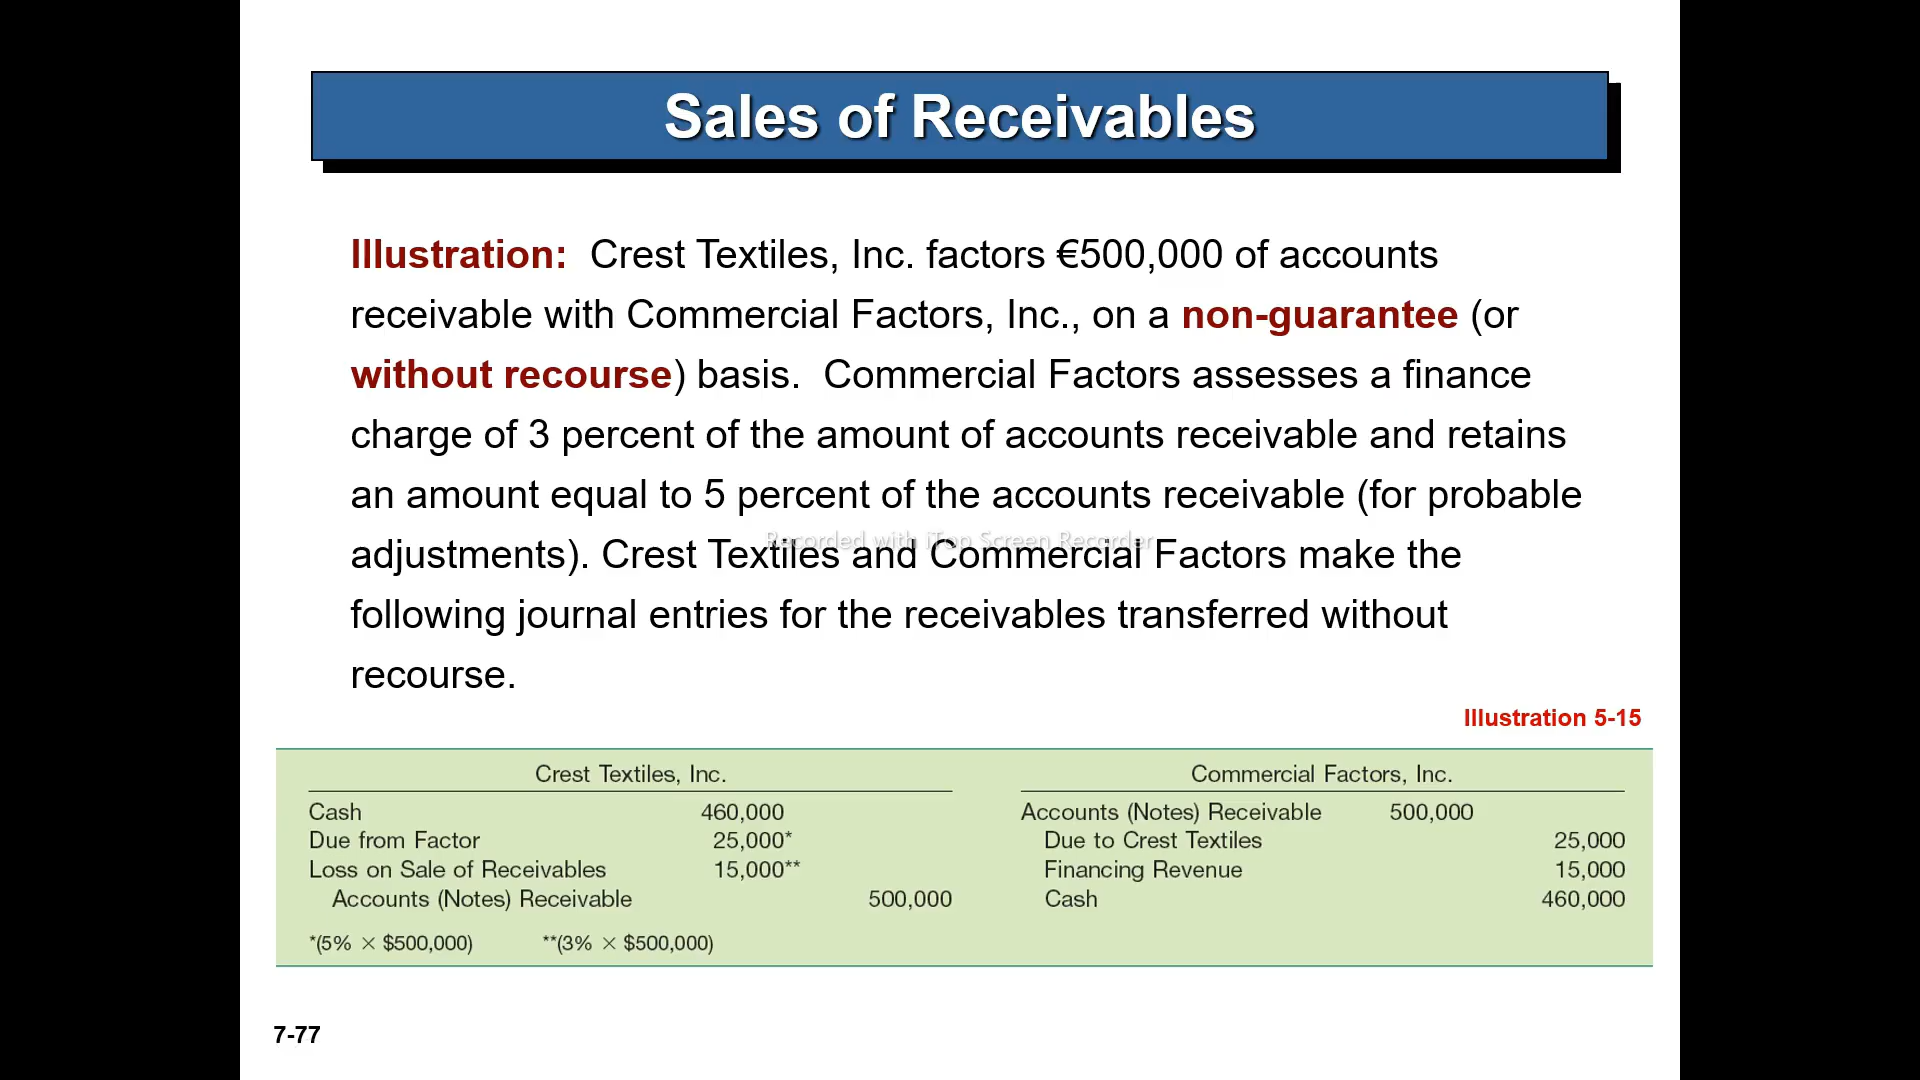 Sales of Receivables
Illustration: Crest Textiles, Inc. factors €500,000 of accounts
receivable with Commercial Factors, Inc., on a non-guarantee (or
without recourse) basis. Commercial Factors assesses a finance
charge of 3 percent of the amount of accounts receivable and retains
an amount equal to 5 percent of the accounts receivable (for probable
Recorded with iTop Screen Recorder
adjustments). Crest Textiles and Commercial Factors make the
following journal entries for the receivables transferred without
recourse.
Illustration 5-15
Crest Textiles, Inc.
Cash 460,000
Due from Factor 25,000*
Loss on Sale of Receivables 15,000**
Accounts (Notes) Receivable 500,000
*(5% × $500,000) **(3% × $500,000)
Commercial Factors, Inc.
Accounts (Notes) Receivable 500,000
Due to Crest Textiles 25,000
Financing Revenue 15,000
Cash 460,000
7-77